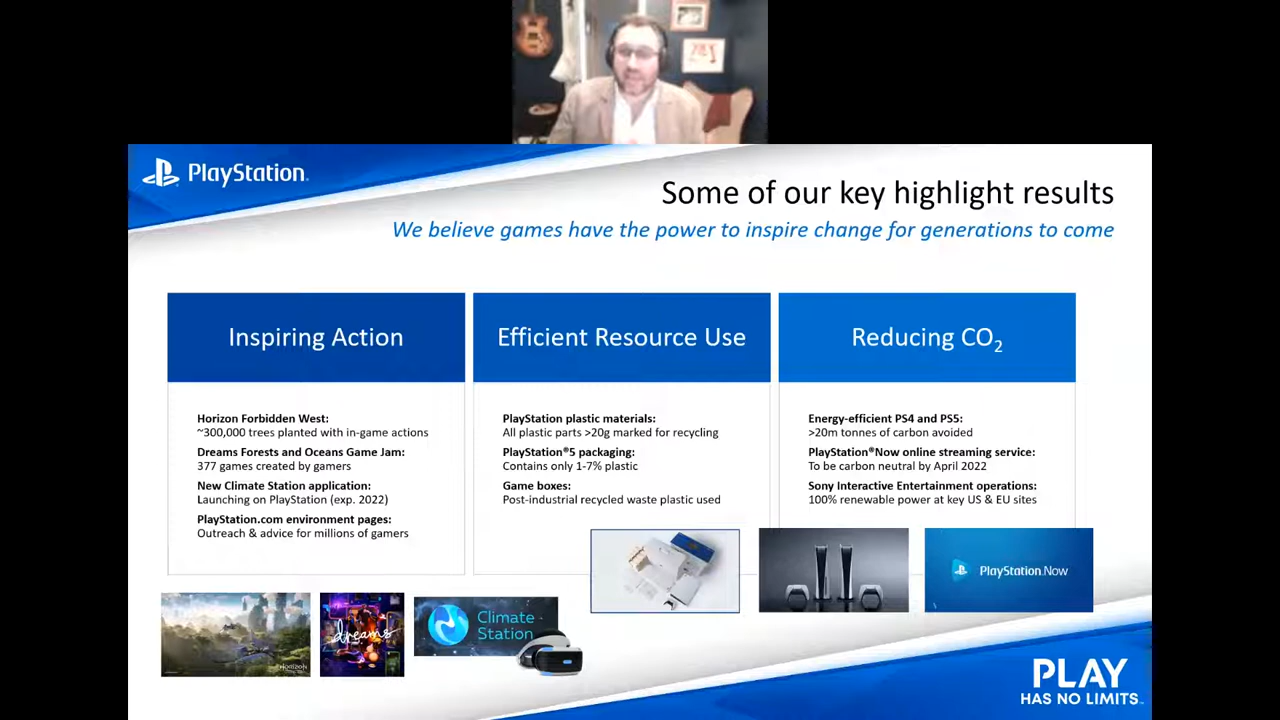 PlayStation
Some of our key highlight results
We believe games have the power to inspire change for generations to come
Inspiring Action
Horizon Forbidden West:
~300,000 trees planted with in-game actions
Dreams Forests and Oceans Game Jam:
377 games created by gamers
New Climate Station application:
Launching on PlayStation (exp. 2022)
PlayStation.com environment pages:
Outreach & advice for millions of gamers
Efficient Resource Use
PlayStation plastic materials:
All plastic parts >20g marked for recycling
PlayStation®5 packaging:
Contains only 1-7% plastic
Game boxes:
Post-industrial recycled waste plastic used
Reducing CO₂
Energy-efficient PS4 and PS5:
>20m tonnes of carbon avoided
PlayStation®Now online streaming service:
To be carbon neutral by April 2022
Sony Interactive Entertainment operations:
100% renewable power at key US & EU sites
HORIZON
dreams
Climate
Station
PlayStation.Now
PLAY
HAS NO LIMITS™